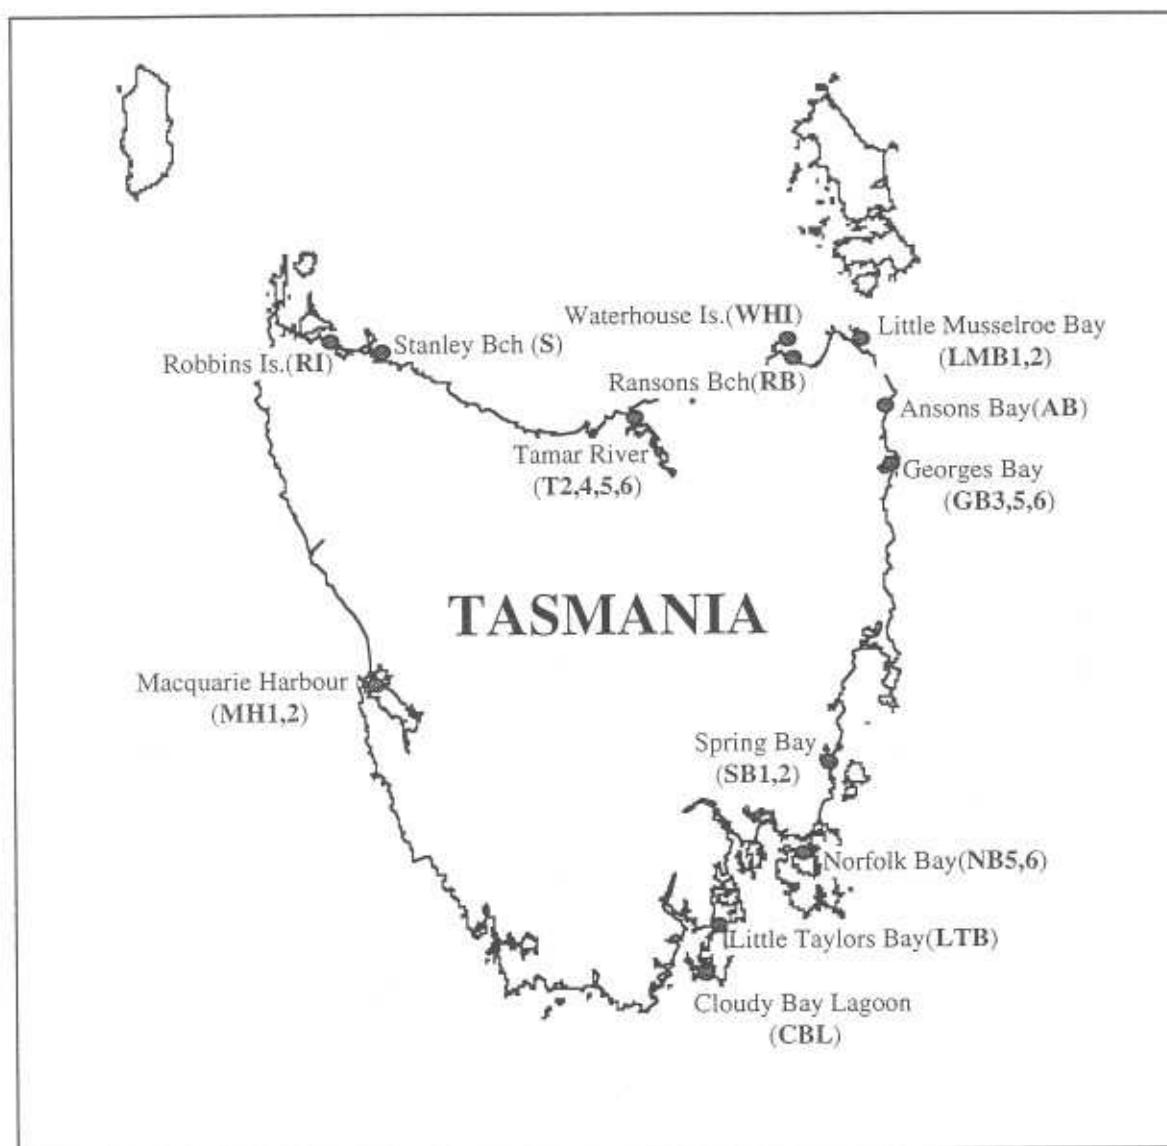 Waterhouse Is.(WHI)
Little Musselroe Bay
(LMB1,2)
Robbins Is.(RI)
Stanley Bch (S)
Ransons Bch(RB)
Ansons Bay(AB)
Tamar River
(T2,4,5,6)
Georges Bay
(GB3,5,6)
TASMANIA
Macquarie Harbour
(MH1,2)
Spring Bay
(SB1,2)
Norfolk Bay(NB5,6)
Little Taylors Bay(LTB)
Cloudy Bay Lagoon
(CBL)